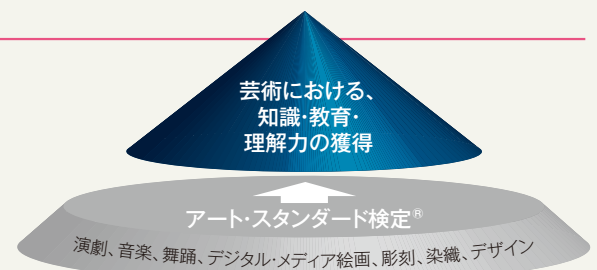 芸術における、
知識・教育・
理解力の獲得
アート・スタンダード検定®
演劇、音楽、舞踊、デジタル・メディア絵画、彫刻、染織、デザイン